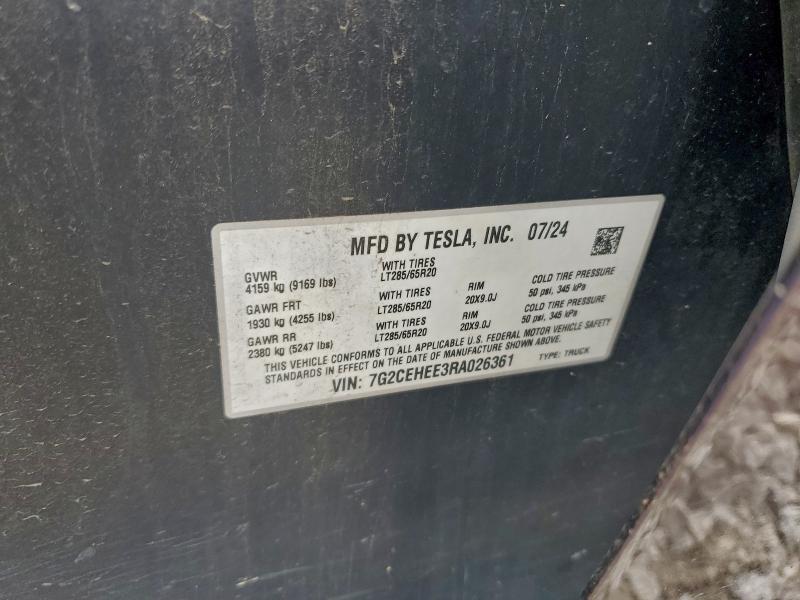 MFD BY TESLA, INC. 07/24
GVWR WITH TIRES
4159 kg (9169 lbs) LT285/65R20
GAWR FRT WITH TIRES RIM COLD TIRE PRESSURE
1930 kg (4255 lbs) LT285/65R20 20X9.0J 50 psi, 345 kPa
GAWR RR WITH TIRES RIM COLD TIRE PRESSURE
2380 kg (5247 lbs) LT285/65R20 20X9.0J 50 psi, 345 kPa
THIS VEHICLE CONFORMS TO ALL APPLICABLE U.S. FEDERAL MOTOR VEHICLE SAFETY
STANDARDS IN EFFECT ON THE DATE OF MANUFACTURE SHOWN ABOVE.
VIN: 7G2CEHEE3RA026361 TYPE: TRUCK